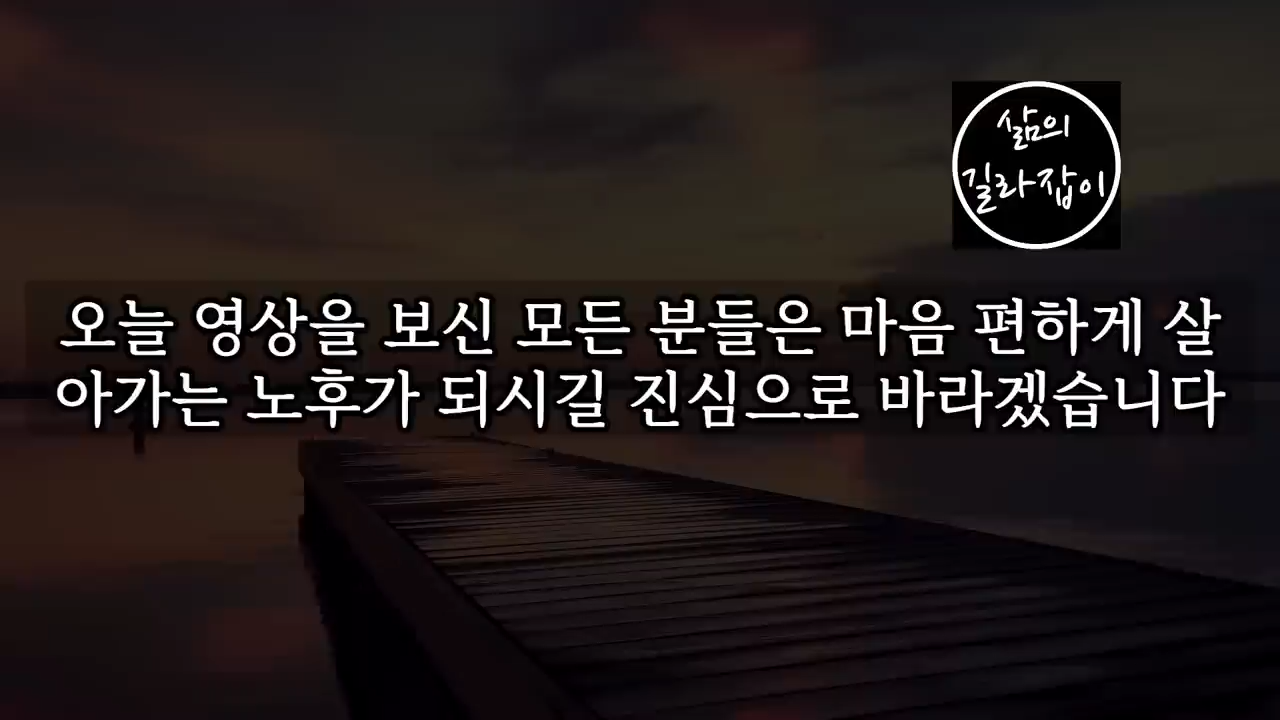 삶의
길라잡이
오늘 영상을 보신 모든 분들은 마음 편하게 살
아가는 노후가 되시길 진심으로 바라겠습니다